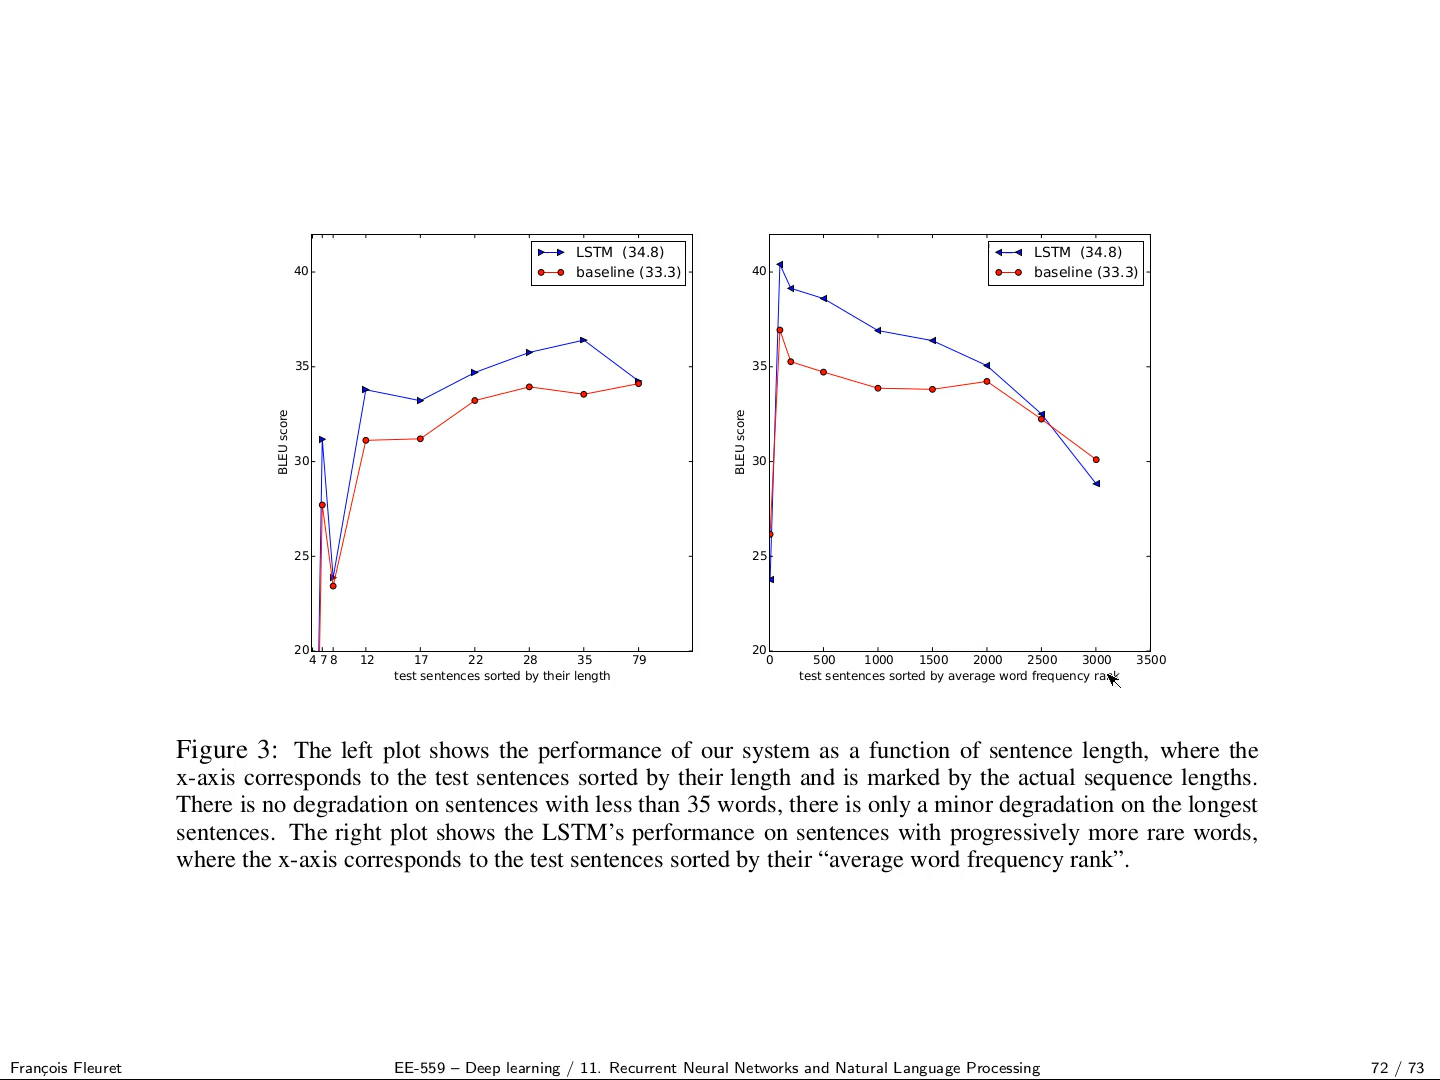 LSTM (34.8)
baseline (33.3)
40
35
30
25
20
BLEU score
4 7 8 12 17 22 28 35 79
test sentences sorted by their length
LSTM (34.8)
baseline (33.3)
40
35
30
25
20
BLEU score
0 500 1000 1500 2000 2500 3000 3500
test sentences sorted by average word frequency rank
Figure 3: The left plot shows the performance of our system as a function of sentence length, where the
x-axis corresponds to the test sentences sorted by their length and is marked by the actual sequence lengths.
There is no degradation on sentences with less than 35 words, there is only a minor degradation on the longest
sentences. The right plot shows the LSTM’s performance on sentences with progressively more rare words,
where the x-axis corresponds to the test sentences sorted by their “average word frequency rank”.
François Fleuret
EE-559 – Deep learning / 11. Recurrent Neural Networks and Natural Language Processing
72 / 73